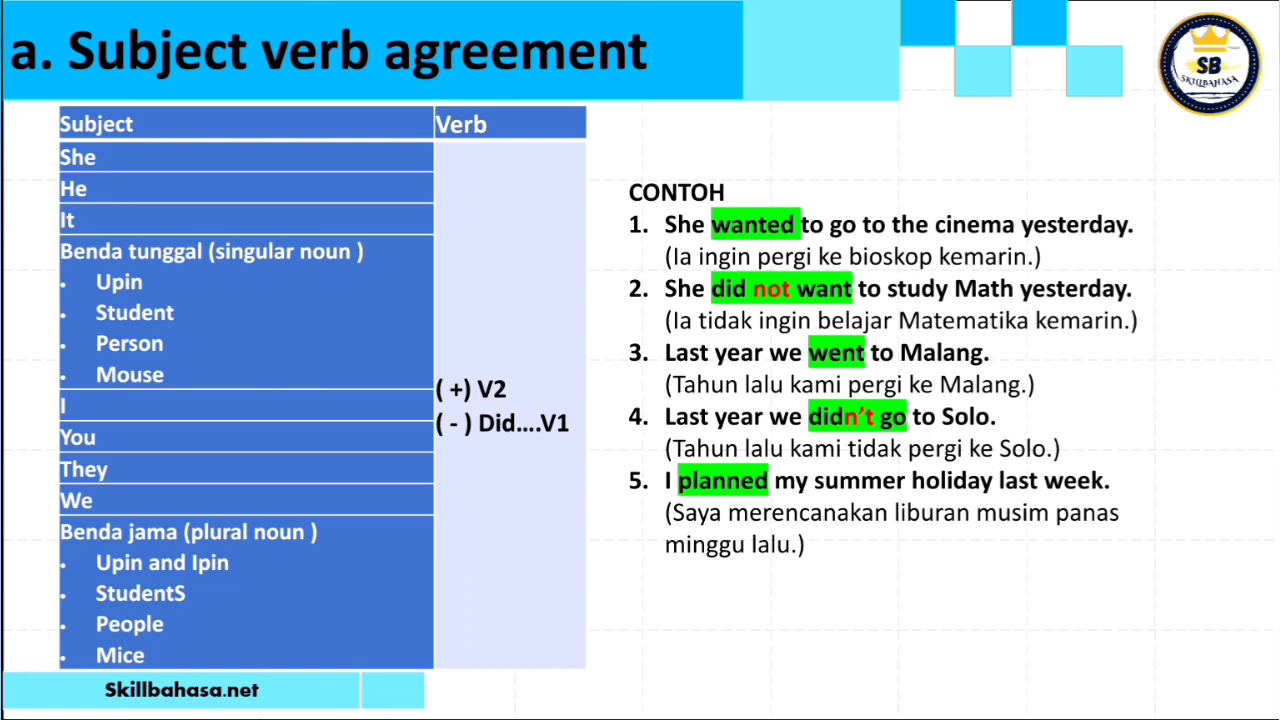 a. Subject verb agreement
SB
SKILLBAHASA
Subject Verb
She
He
It
Benda tunggal (singular noun )
• Upin
• Student
• Person
• Mouse
I
You
They
We
Benda jama (plural noun )
• Upin and Ipin
• StudentS
• People
• Mice
( +) V2
( - ) Did....V1
CONTOH
1. She wanted to go to the cinema yesterday.
(Ia ingin pergi ke bioskop kemarin.)
2. She did not want to study Math yesterday.
(Ia tidak ingin belajar Matematika kemarin.)
3. Last year we went to Malang.
(Tahun lalu kami pergi ke Malang.)
4. Last year we didn’t go to Solo.
(Tahun lalu kami tidak pergi ke Solo.)
5. I planned my summer holiday last week.
(Saya merencanakan liburan musim panas
minggu lalu.)
Skillbahasa.net